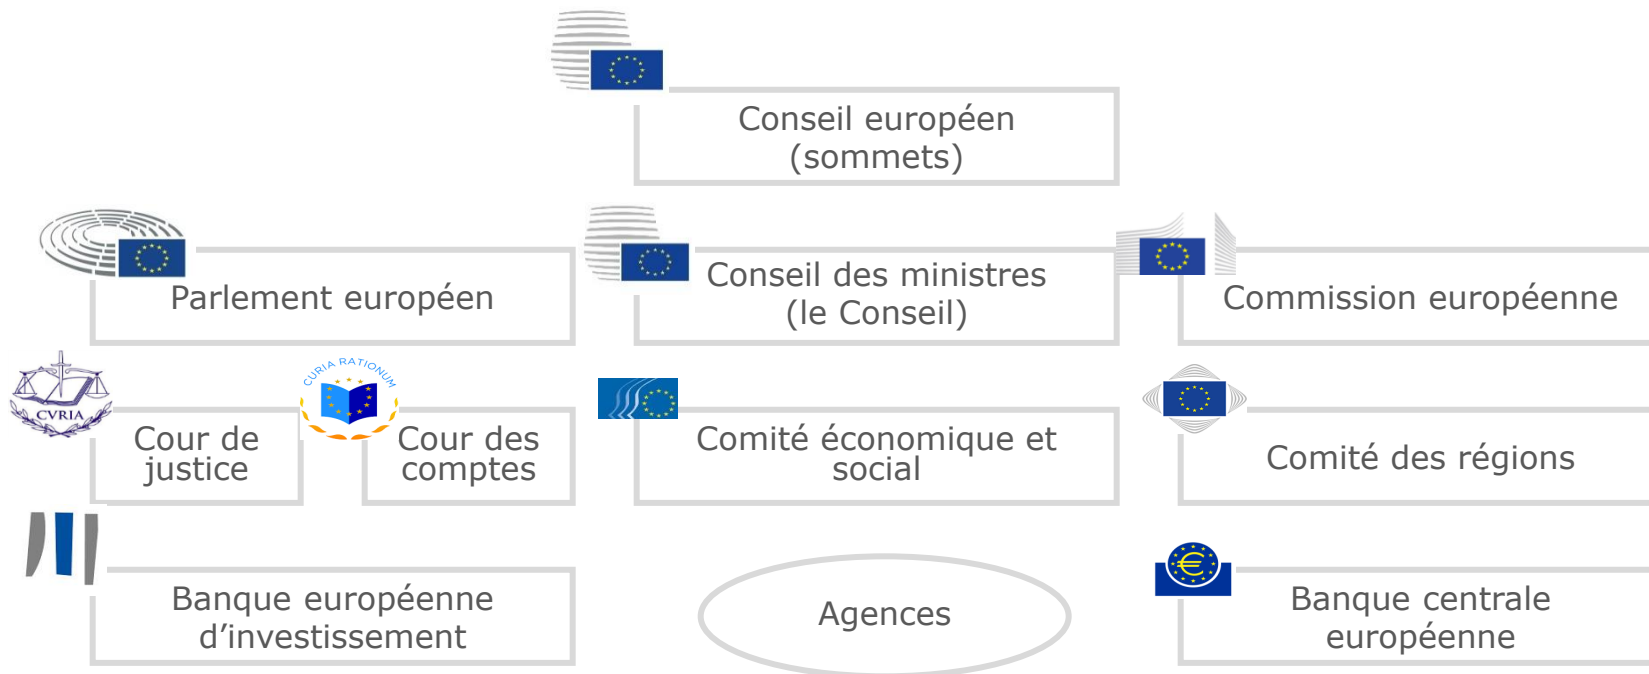 Conseil européen
(sommets)
Parlement européen
Conseil des ministres
(le Conseil)
Commission européenne
CVRIA
Cour de
justice
CURIA RATIONUM
Cour des
comptes
Comité économique et
social
Comité des régions
Banque européenne
d’investissement
Agences
€
Banque centrale
européenne